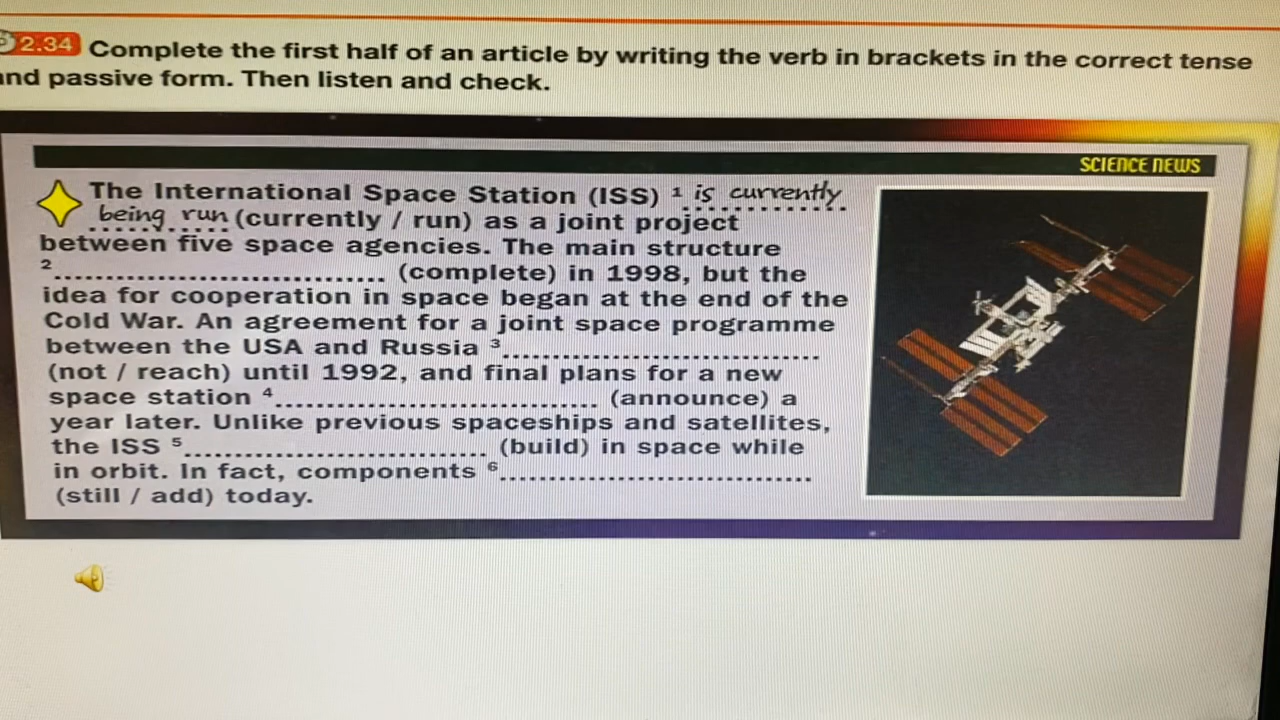 2.34 Complete the first half of an article by writing the verb in brackets in the correct tense
and passive form. Then listen and check.
SCIENCE NEWS
The International Space Station (ISS) ¹ is currently
being run (currently / run) as a joint project
between five space agencies. The main structure
²................................. (complete) in 1998, but the
idea for cooperation in space began at the end of the
Cold War. An agreement for a joint space programme
between the USA and Russia ³................................
(not / reach) until 1992, and final plans for a new
space station ⁴................................ (announce) a
year later. Unlike previous spaceships and satellites,
the ISS ⁵.............................. (build) in space while
in orbit. In fact, components ⁶...............................
(still / add) today.